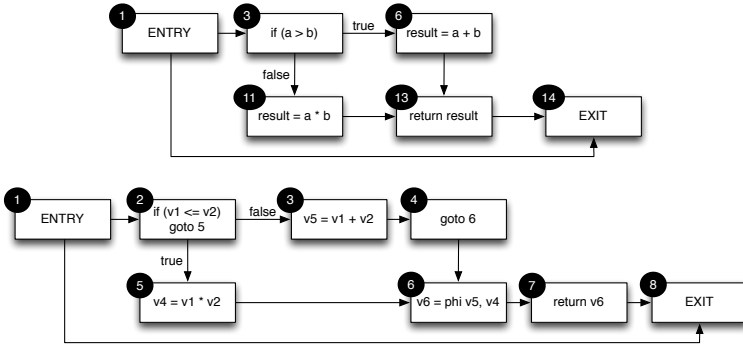 1
ENTRY
3
if (a > b)
true
6
result = a + b
false
11
result = a * b
13
return result
14
EXIT
1
ENTRY
2
if (v1 <= v2)
goto 5
false
3
v5 = v1 + v2
4
goto 6
true
5
v4 = v1 * v2
6
v6 = phi v5, v4
7
return v6
8
EXIT